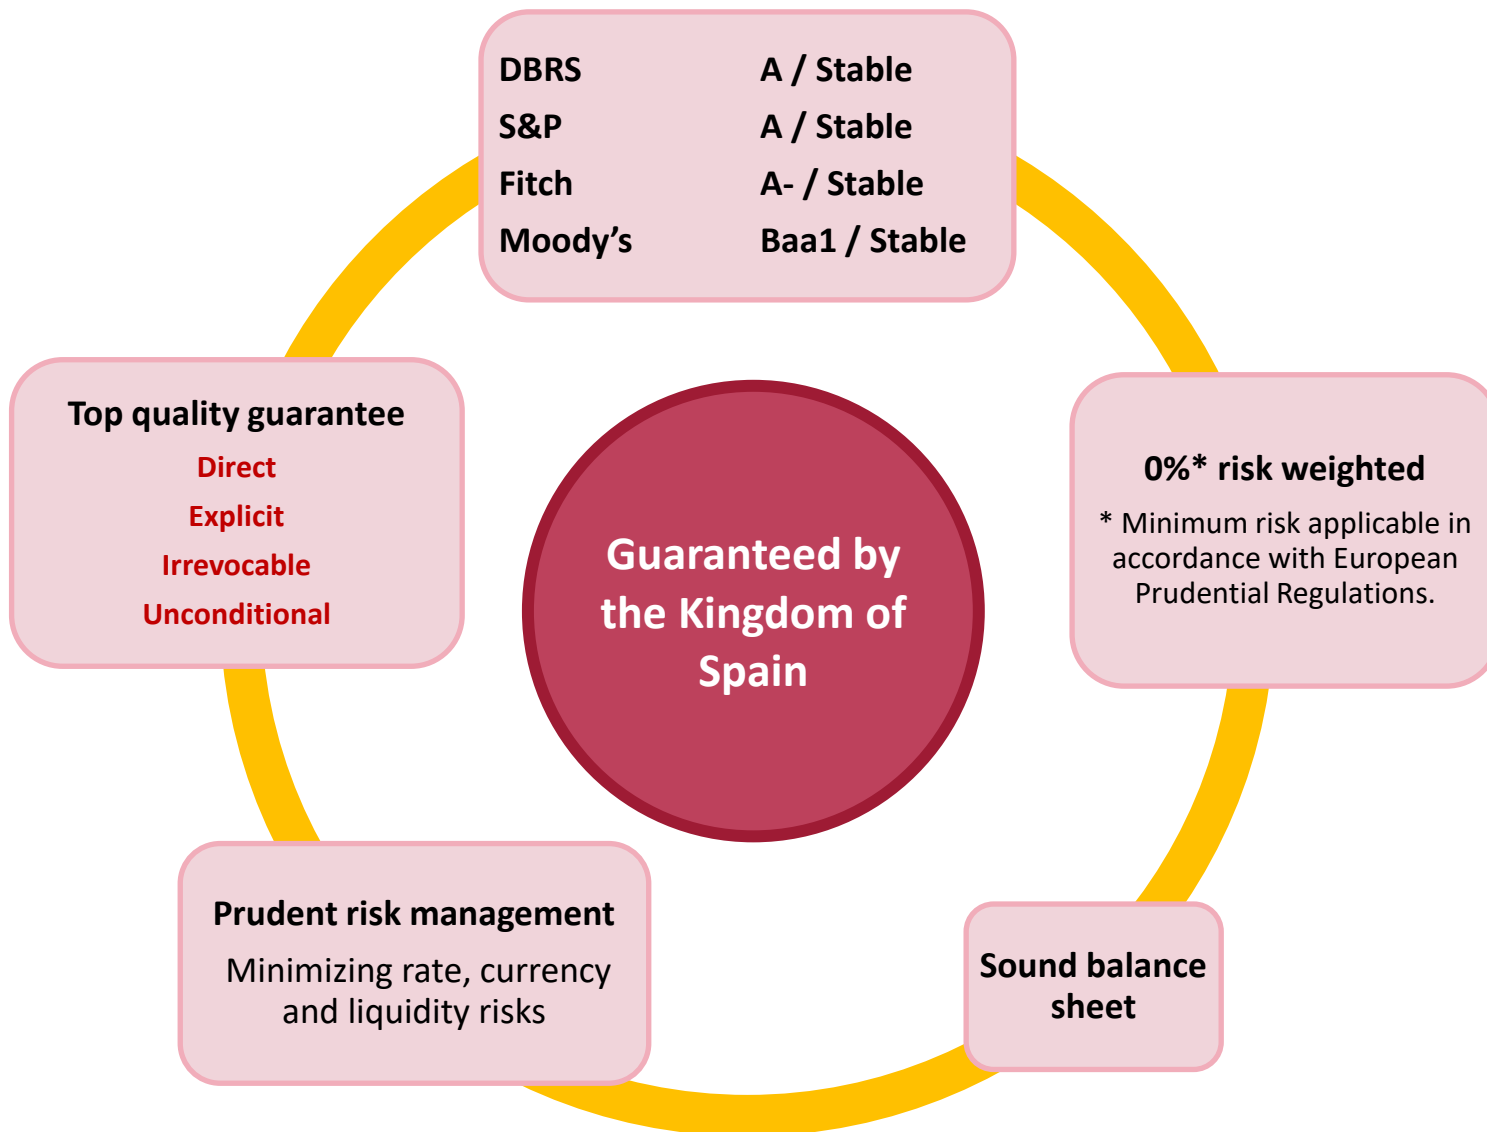 DBRS A / Stable
S&P A / Stable
Fitch A- / Stable
Moody’s Baa1 / Stable
Top quality guarantee
Direct
Explicit
Irrevocable
Unconditional
0%* risk weighted
* Minimum risk applicable in
accordance with European
Prudential Regulations.
Guaranteed by
the Kingdom of
Spain
Prudent risk management
Minimizing rate, currency
and liquidity risks
Sound balance
sheet